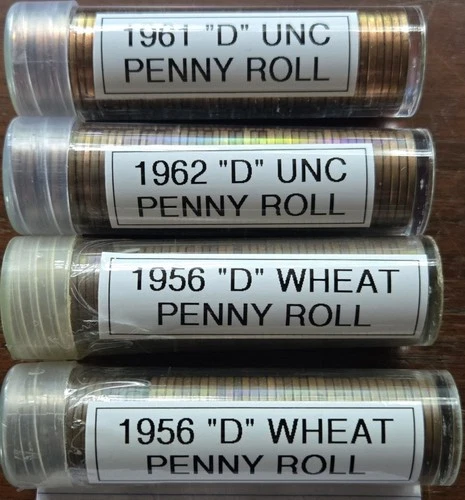 1961 "D" UNC
PENNY ROLL
1962 "D" UNC
PENNY ROLL
1956 "D" WHEAT
PENNY ROLL
1956 "D" WHEAT
PENNY ROLL